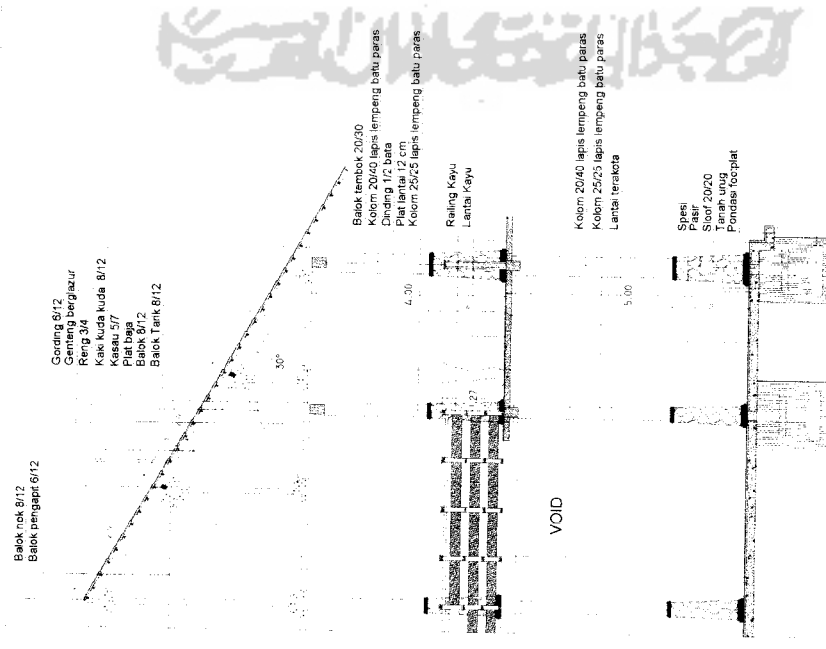 Balok nok 8/12
Balok pengapit 6/12
Gording 6/12
Genteng berglazur
Reng 3/4
Kaki kuda kuda 8/12
Kasau 5/7
Plat baja
Balok 8/12
Balok Tarik 8/12
30°
Balok tembok 20/30
Kolom 20/40 lapis lempeng batu paras
Dinding 1/2 bata
Plat lantai 12 cm
Kolom 25/25 lapis lempeng batu paras
4.00
Railing Kayu
Lantai Kayu
1.27
VOID
Kolom 20/40 lapis lempeng batu paras
Kolom 25/25 lapis lempeng batu paras
Lantai terakota
5.00
Spesi
Pasir
Sloof 20/20
Tanah urug
Pondasi footplat